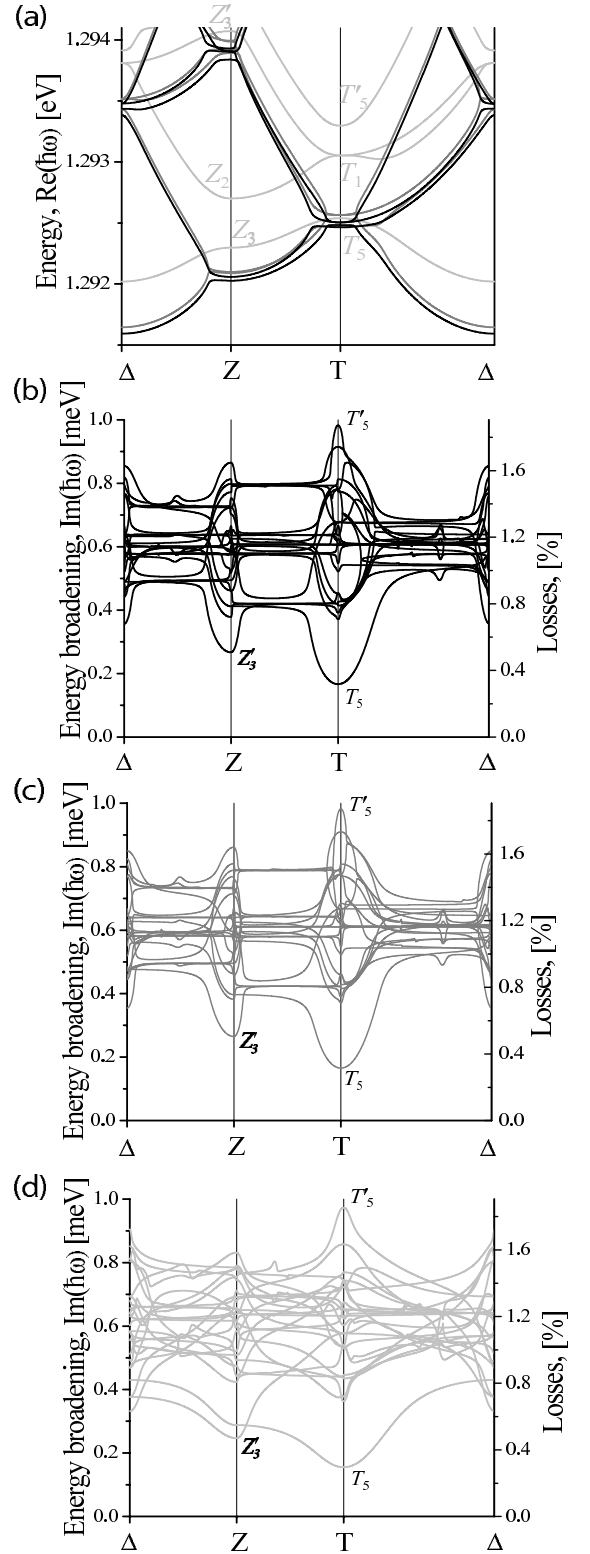 (a)
Z′3
1.294
T′5
Energy, Re(ħω) [eV]
1.293
Z2
T1
Z3
T5
1.292
Δ Z T Δ
(b)
1.0
T′5
0.8
1.6
Energy broadening, Im(ħω) [meV]
0.6
1.2
Losses, [%]
0.4
0.8
Z′3
0.2
0.4
T5
0.0
0.0
Δ Z T Δ
(c)
1.0
T′5
0.8
1.6
Energy broadening, Im(ħω) [meV]
0.6
1.2
Losses, [%]
0.4
0.8
Z′3
0.2
0.4
T5
0.0
0.0
Δ Z T Δ
(d)
1.0
T′5
0.8
1.6
Energy broadening, Im(ħω) [meV]
0.6
1.2
Losses, [%]
0.4
0.8
Z′3
0.2
0.4
T5
0.0
0.0
Δ Z T Δ